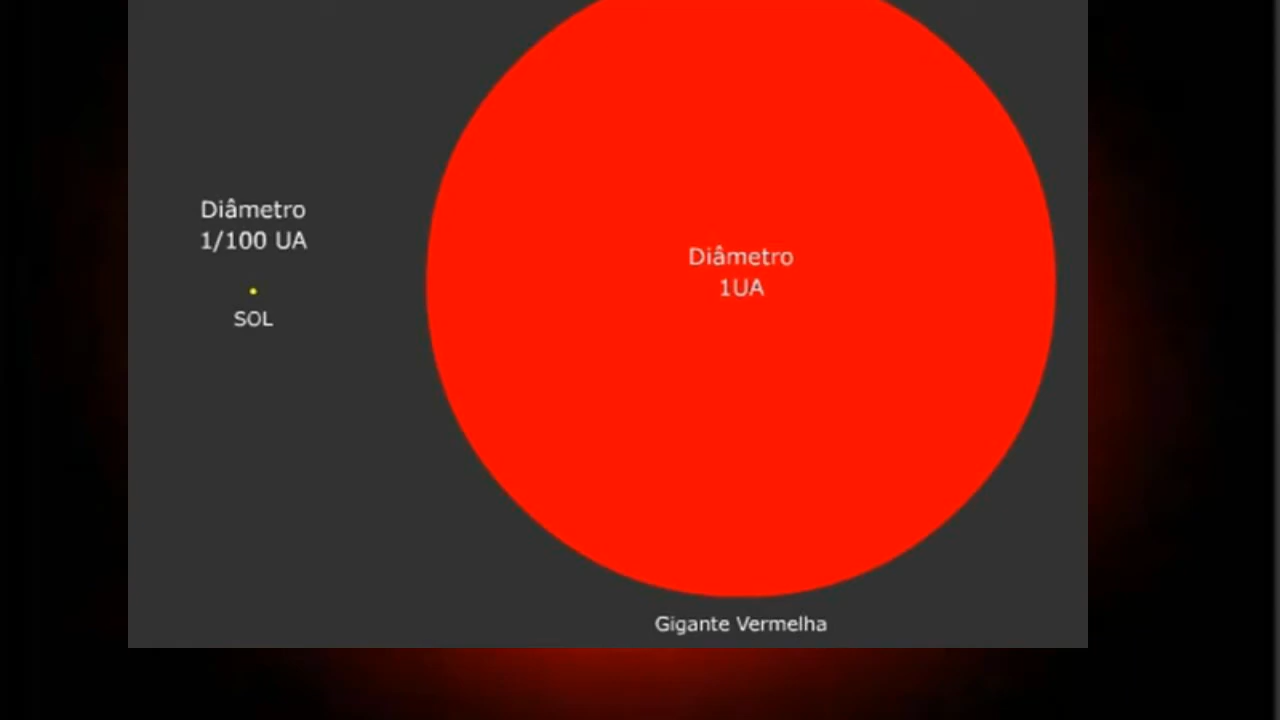 Diâmetro
1/100 UA
SOL
Diâmetro
1UA
Gigante Vermelha